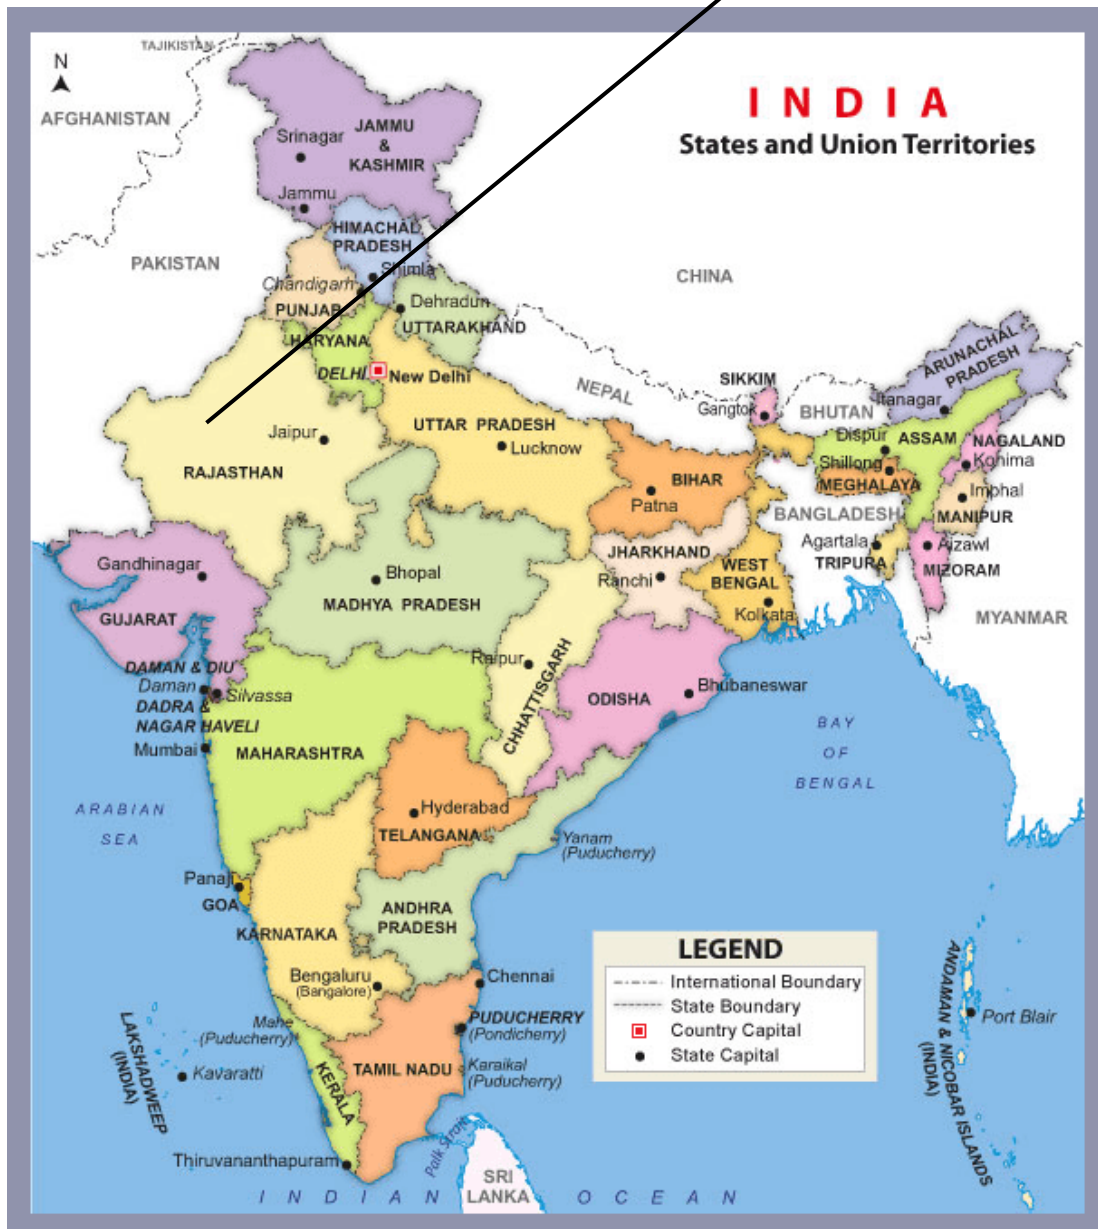 TAJIKISTAN
N
AFGHANISTAN
INDIA
States and Union Territories
JAMMU
&
KASHMIR
Srinagar
Jammu
HIMACHAL
PRADESH
Shimla
PAKISTAN
CHINA
Chandigarh
PUNJAB
Dehradun
UTTARAKHAND
HARYANA
DELHI
New Delhi
NEPAL
SIKKIM
Gangtok
BHUTAN
ARUNACHAL
PRADESH
Itanagar
Dispur
ASSAM
NAGALAND
Kohima
Shillong
MEGHALAYA
Imphal
MANIPUR
BANGLADESH
Agartala
TRIPURA
Aizawl
MIZORAM
MYANMAR
Jaipur
RAJASTHAN
UTTAR PRADESH
Lucknow
BIHAR
Patna
JHARKHAND
Ranchi
WEST
BENGAL
Kolkata
Gandhinagar
GUJARAT
Bhopal
MADHYA PRADESH
Raipur
CHHATTISGARH
ODISHA
Bhubaneswar
DAMAN & DIU
Daman
Silvassa
DADRA &
NAGAR HAVELI
Mumbai
MAHARASHTRA
BAY
OF
BENGAL
ARABIAN
SEA
Hyderabad
TELANGANA
Yanam
(Puducherry)
Panaji
GOA
KARNATAKA
ANDHRA
PRADESH
Bengaluru
(Bangalore)
Chennai
Mahe
(Puducherry)
PUDUCHERRY
(Pondicherry)
TAMIL NADU
Karaikal
(Puducherry)
KERALA
LAKSHADWEEP
(INDIA)
Kavaratti
Thiruvananthapuram
Palk Strait
SRI
LANKA
INDIAN OCEAN
LEGEND
International Boundary
State Boundary
Country Capital
State Capital
ANDAMAN & NICOBAR ISLANDS
(INDIA)
Port Blair